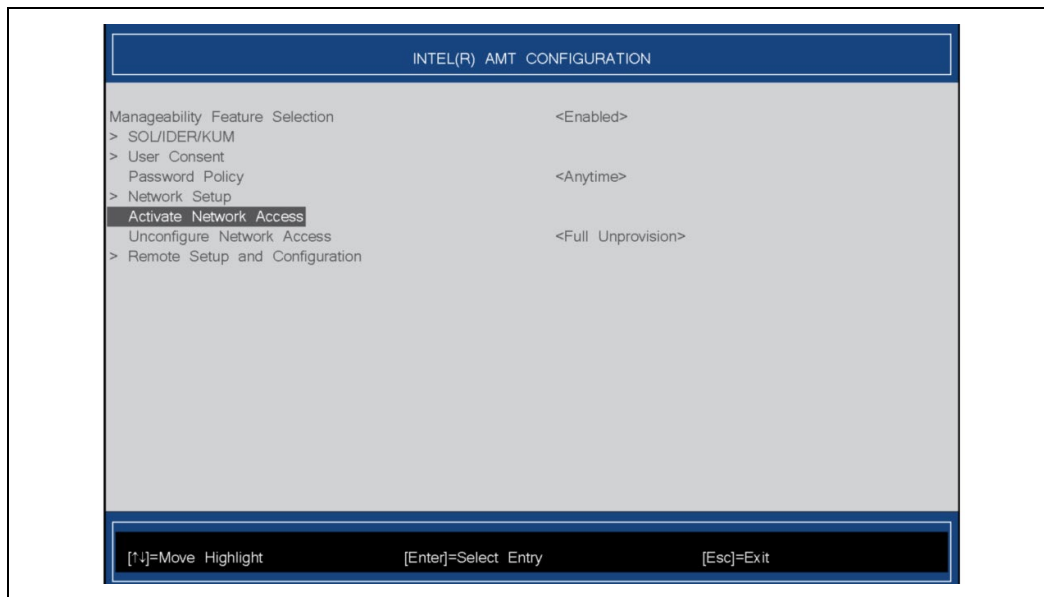 INTEL(R) AMT CONFIGURATION
Manageability Feature Selection <Enabled>
> SOL/IDER/KUM
> User Consent
Password Policy <Anytime>
> Network Setup
Activate Network Access
Unconfigure Network Access <Full Unprovision>
> Remote Setup and Configuration
[↑↓]=Move Highlight [Enter]=Select Entry [Esc]=Exit